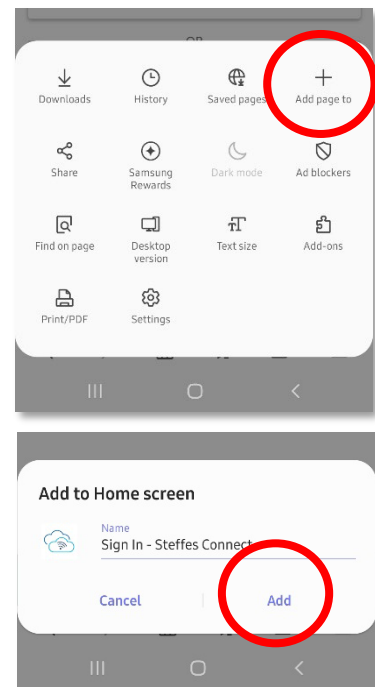 OR
Downloads
History
Saved pages
Add page to
Share
Samsung
Rewards
Dark mode
Ad blockers
Find on page
Desktop
version
Text size
Add-ons
Print/PDF
Settings
Add to Home screen
Name
Sign In - Steffes Connect
Cancel
Add